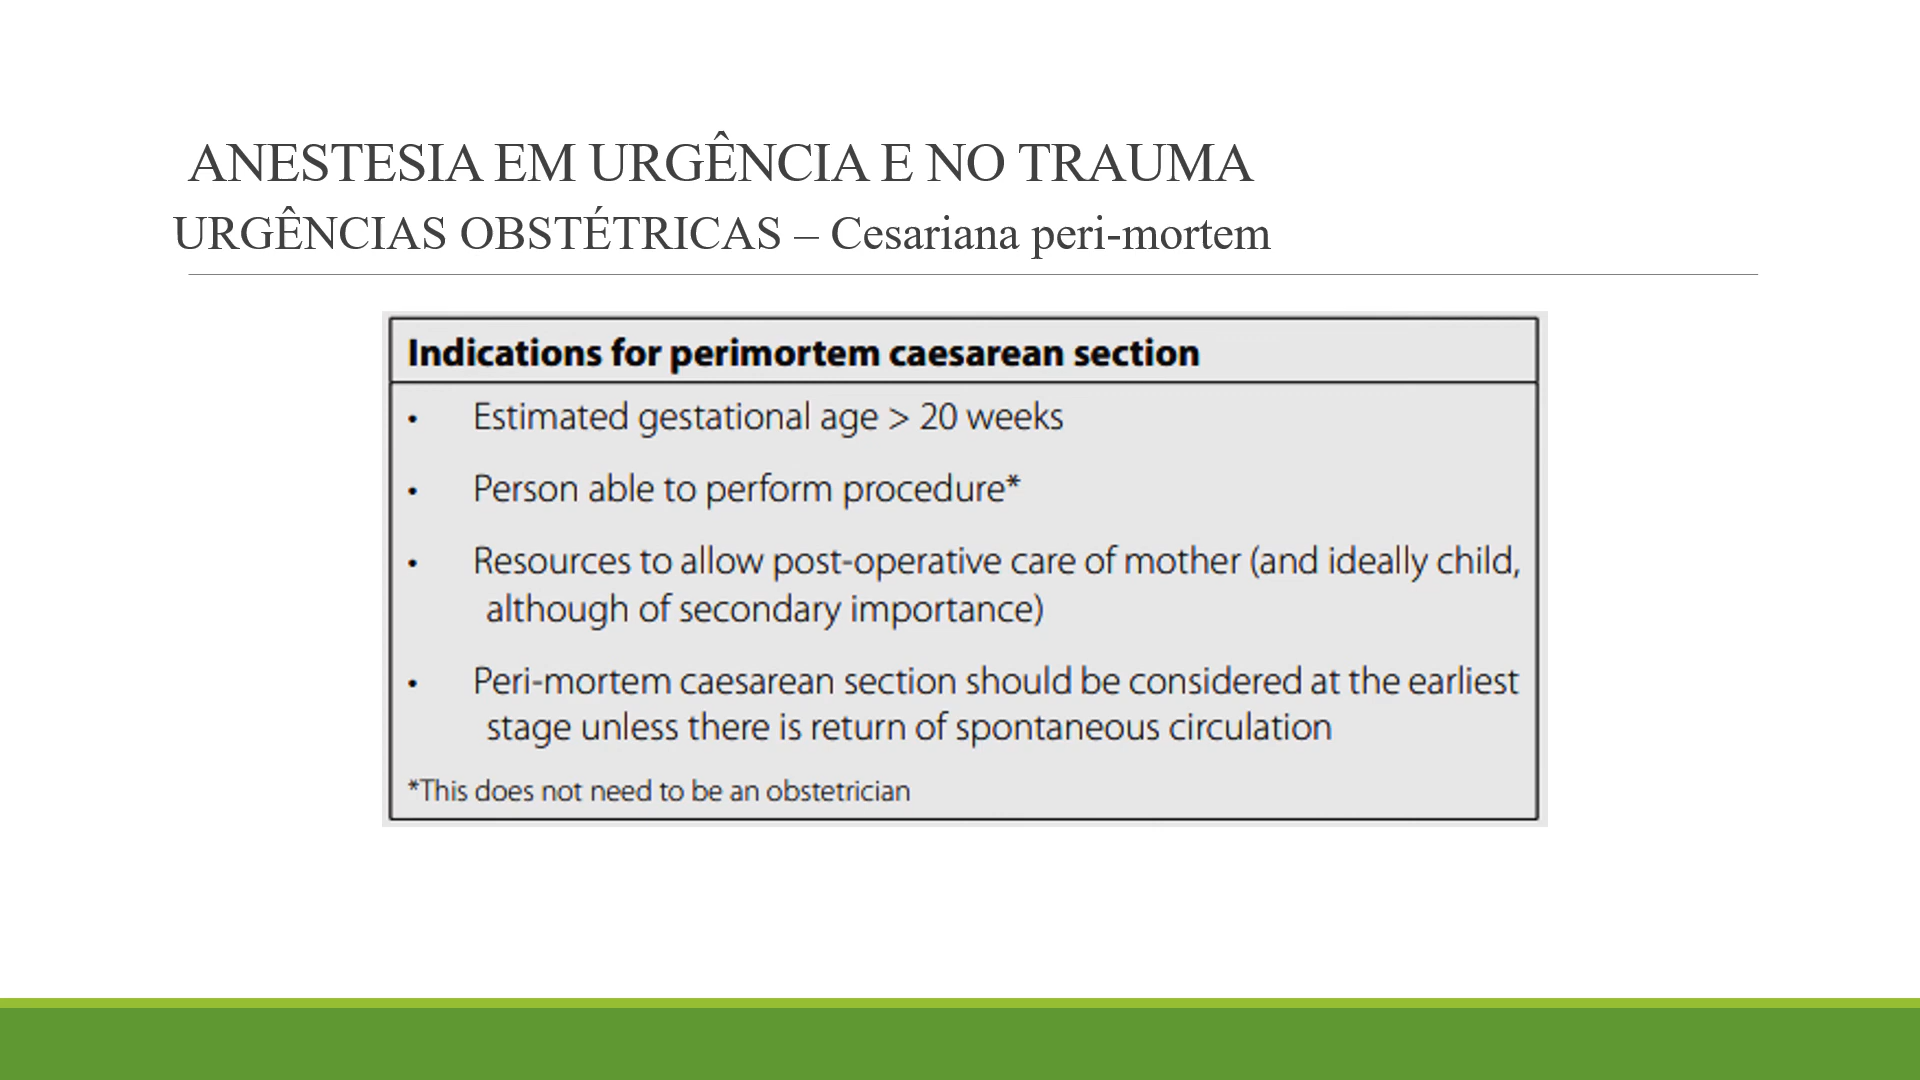 ANESTESIA EM URGÊNCIA E NO TRAUMA
URGÊNCIAS OBSTÉTRICAS – Cesariana peri-mortem
Indications for perimortem caesarean section
• Estimated gestational age > 20 weeks
• Person able to perform procedure*
• Resources to allow post-operative care of mother (and ideally child,
although of secondary importance)
• Peri-mortem caesarean section should be considered at the earliest
stage unless there is return of spontaneous circulation
*This does not need to be an obstetrician